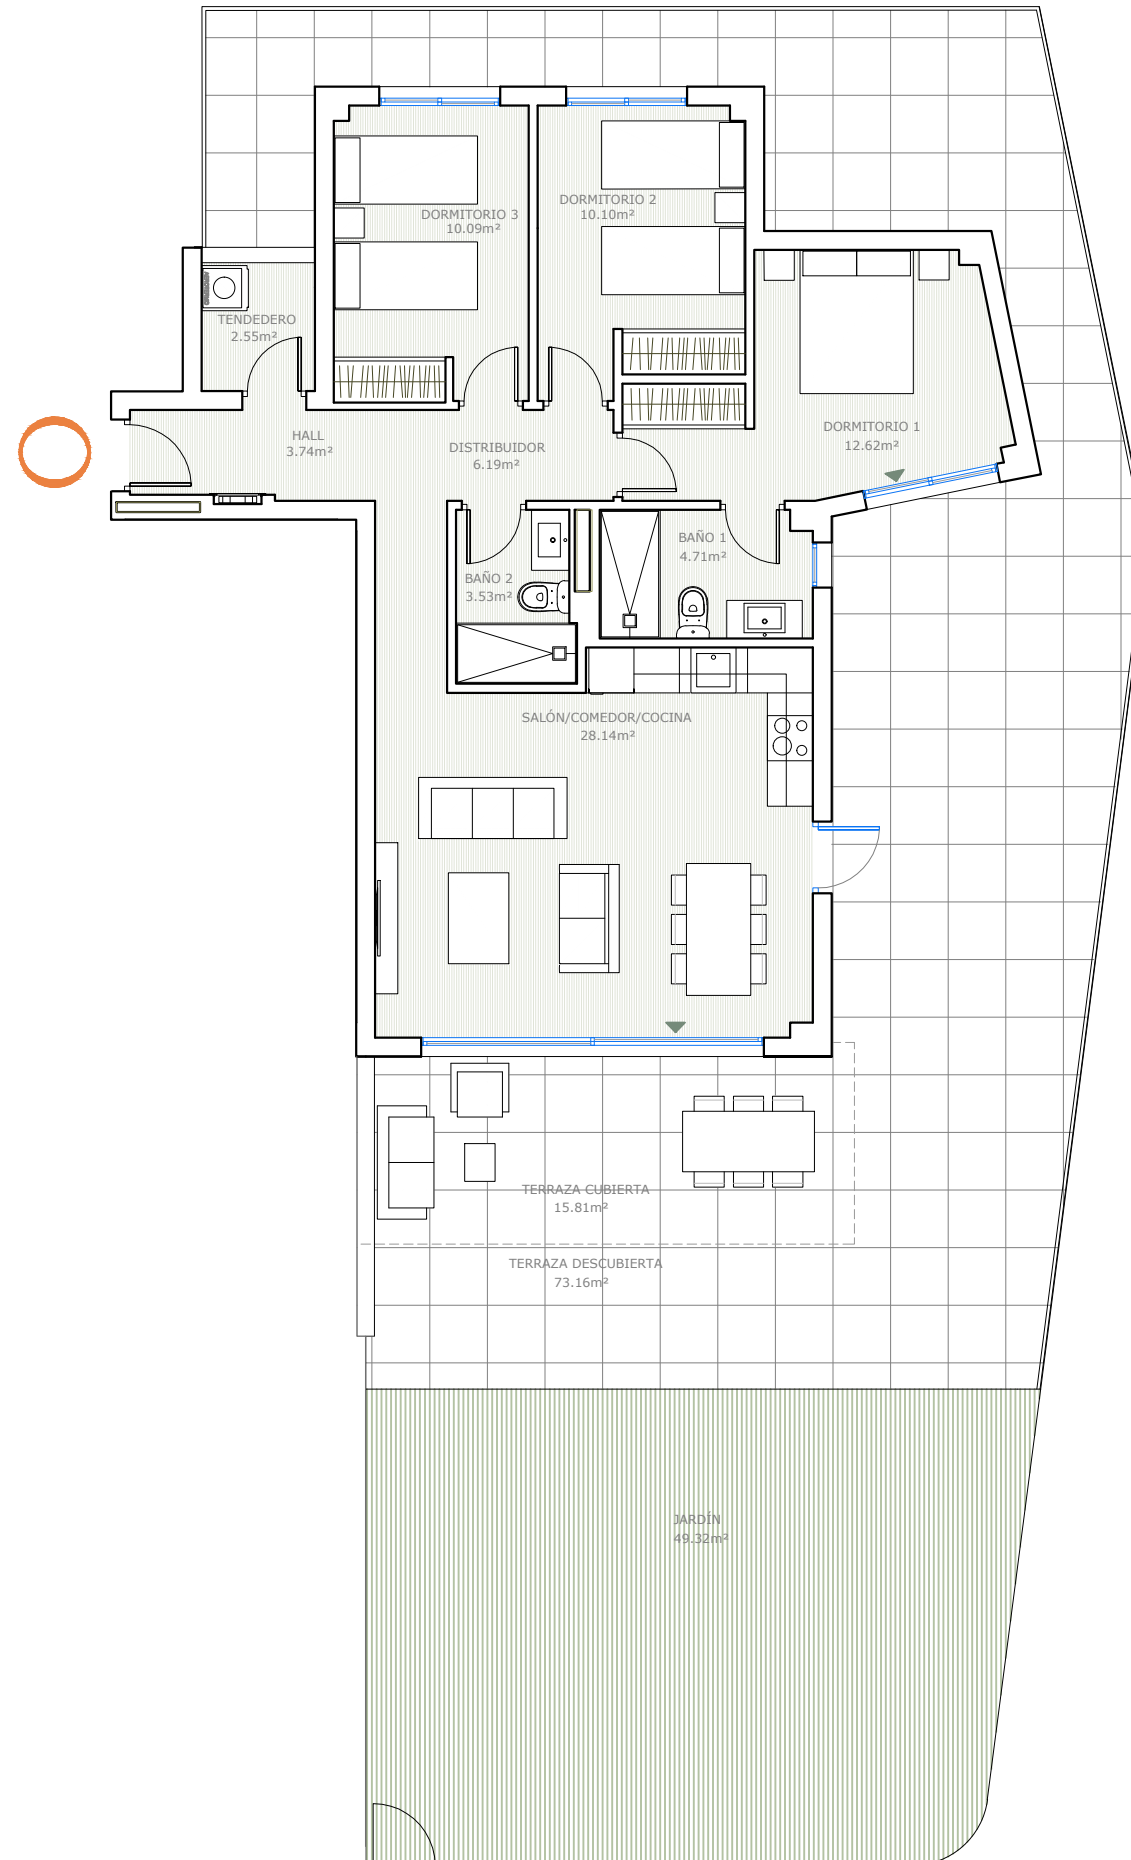 DORMITORIO 3
10.09m²
DORMITORIO 2
10.10m²
TENDEDERO
2.55m²
HALL
3.74m²
DISTRIBUIDOR
6.19m²
DORMITORIO 1
12.62m²
BAÑO 2
3.53m²
BAÑO 1
4.71m²
SALÓN/COMEDOR/COCINA
28.14m²
TERRAZA CUBIERTA
15.81m²
TERRAZA DESCUBIERTA
73.16m²
JARDÍN
49.32m²